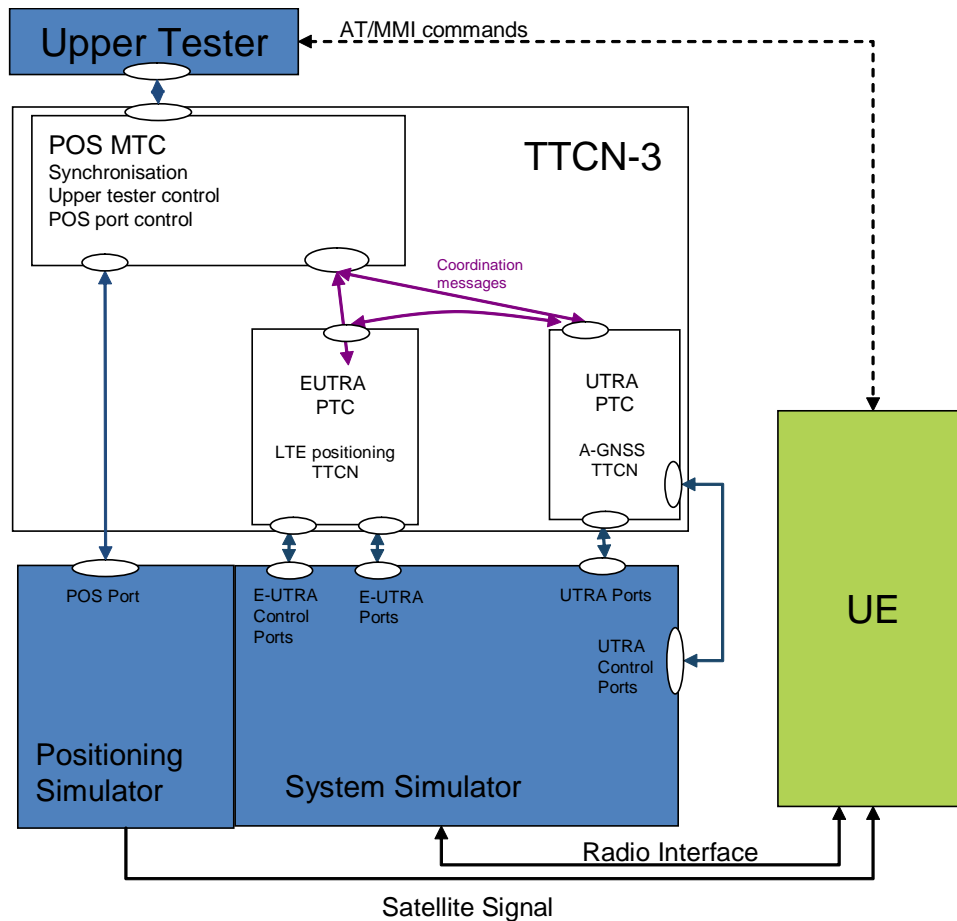 Upper Tester
AT/MMI commands
POS MTC
Synchronisation
Upper tester control
POS port control
TTCN-3
Coordination
messages
EUTRA
PTC
LTE positioning
TTCN
UTRA
PTC
A-GNSS
TTCN
POS Port
E-UTRA
Control
Ports
E-UTRA
Ports
UTRA Ports
UTRA
Control
Ports
UE
Positioning
Simulator
System Simulator
Radio Interface
Satellite Signal